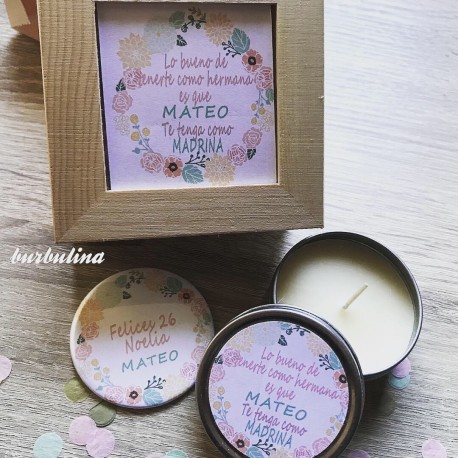 Lo bueno de
tenerte como hermana
es que
MATEO
Te tenga como
MADRINA
burbulina
Felices 26
Noelia
MATEO
Lo bueno de
tenerte como hermana
es que
MATEO
Te tenga como
MADRINA